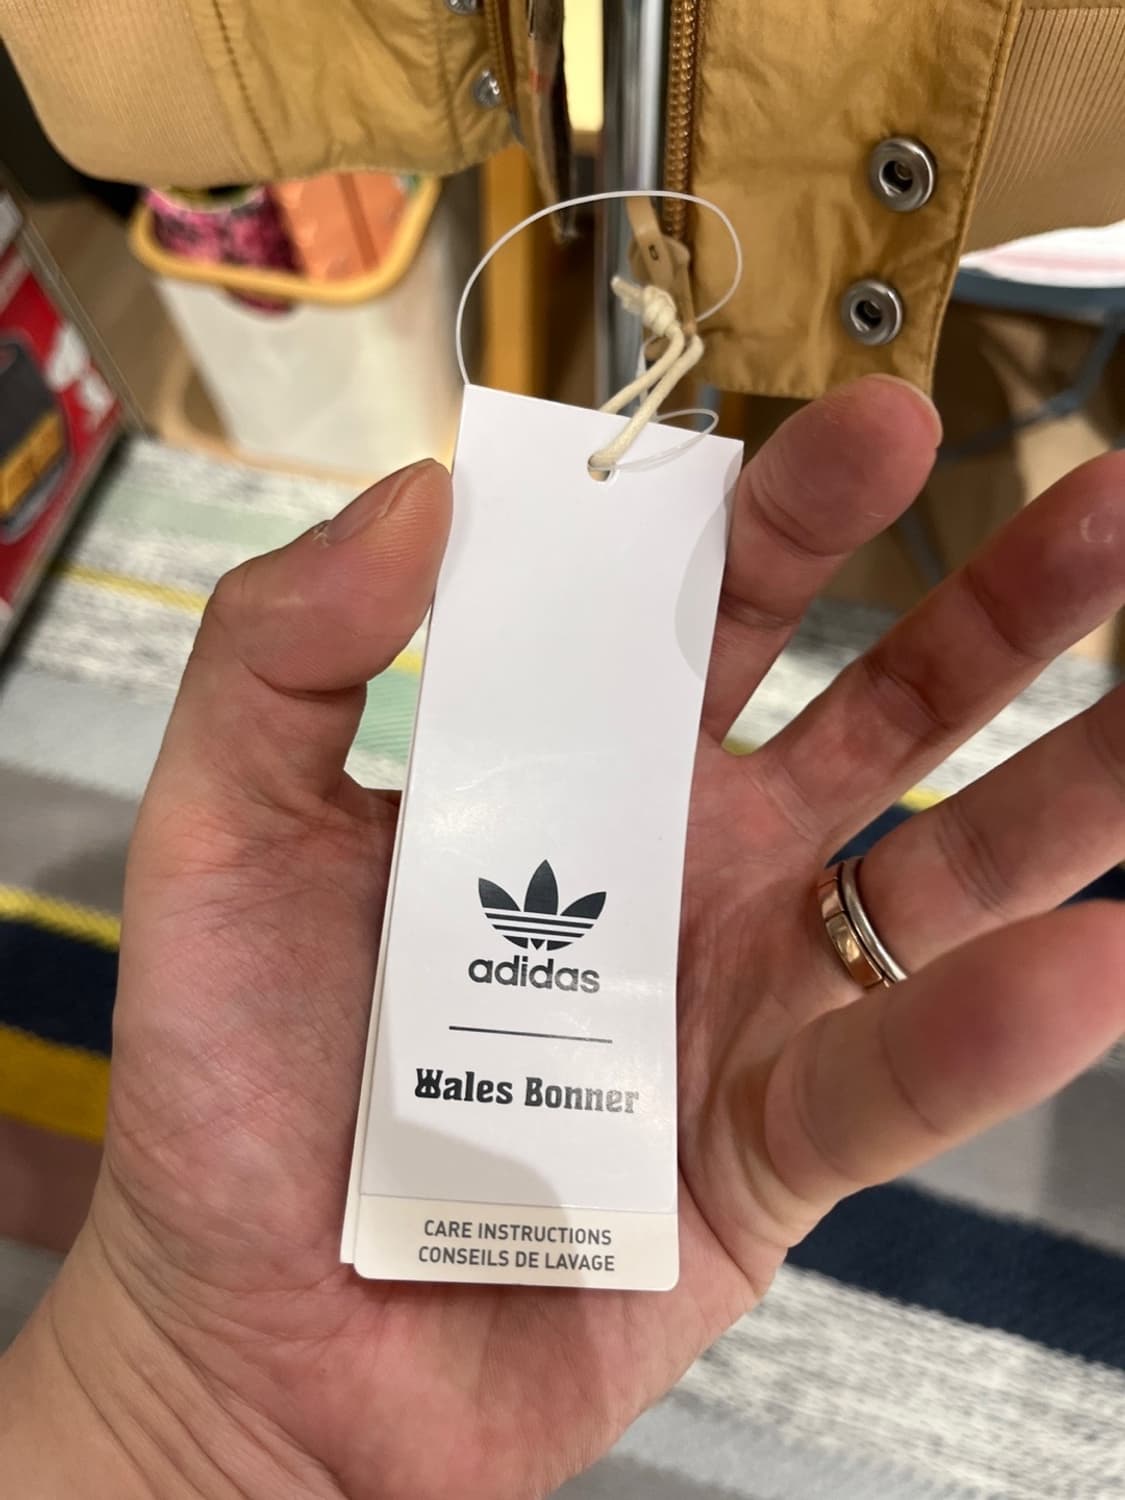 adidas
Wales Bonner
CARE INSTRUCTIONS
CONSEILS DE LAVAGE